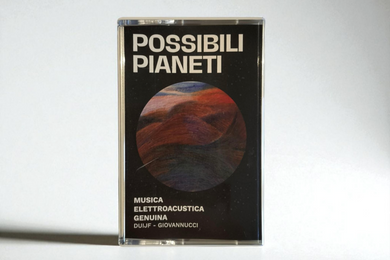 POSSIBILI
PIANETI
MUSICA
ELETTROACUSTICA
GENUINA
DUIJF - GIOVANNUCCI